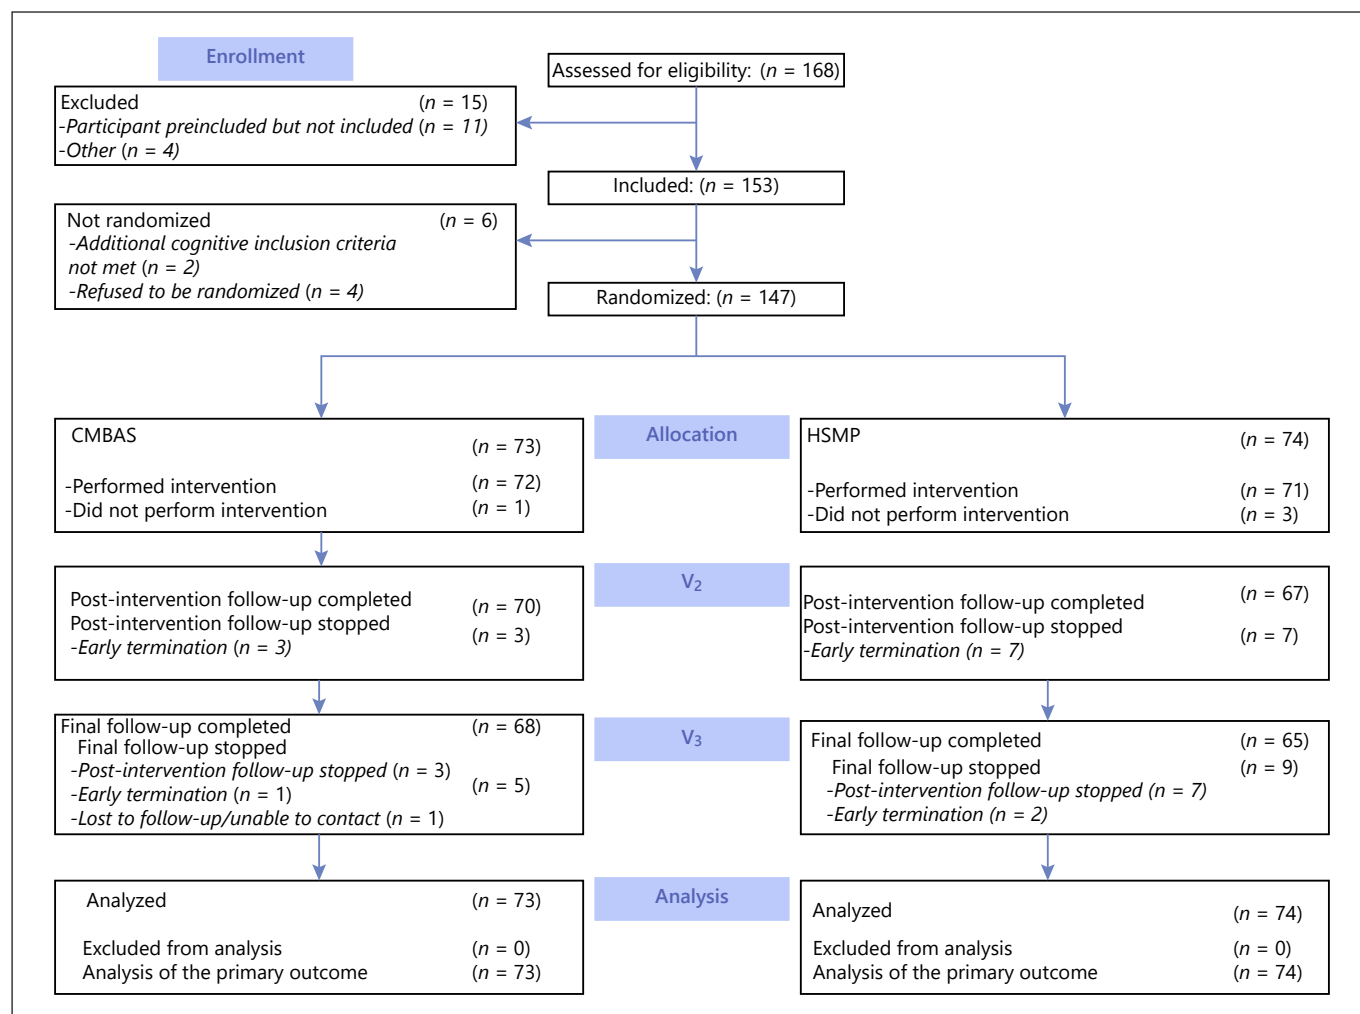 Enrollment
Assessed for eligibility: (n = 168)
Excluded (n = 15)
-Participant preincluded but not included (n = 11)
-Other (n = 4)
Included: (n = 153)
Not randomized (n = 6)
-Additional cognitive inclusion criteria
not met (n = 2)
-Refused to be randomized (n = 4)
Randomized: (n = 147)
Allocation
CMBAS (n = 73)
-Performed intervention (n = 72)
-Did not perform intervention (n = 1)
HSMP (n = 74)
-Performed intervention (n = 71)
-Did not perform intervention (n = 3)
V2
Post-intervention follow-up completed (n = 70)
Post-intervention follow-up stopped (n = 3)
-Early termination (n = 3)
Post-intervention follow-up completed (n = 67)
Post-intervention follow-up stopped (n = 7)
-Early termination (n = 7)
V3
Final follow-up completed (n = 68)
Final follow-up stopped
-Post-intervention follow-up stopped (n = 3)
(n = 5)
-Early termination (n = 1)
-Lost to follow-up/unable to contact (n = 1)
Final follow-up completed (n = 65)
Final follow-up stopped (n = 9)
-Post-intervention follow-up stopped (n = 7)
-Early termination (n = 2)
Analysis
Analyzed (n = 73)
Excluded from analysis (n = 0)
Analysis of the primary outcome (n = 73)
Analyzed (n = 74)
Excluded from analysis (n = 0)
Analysis of the primary outcome (n = 74)